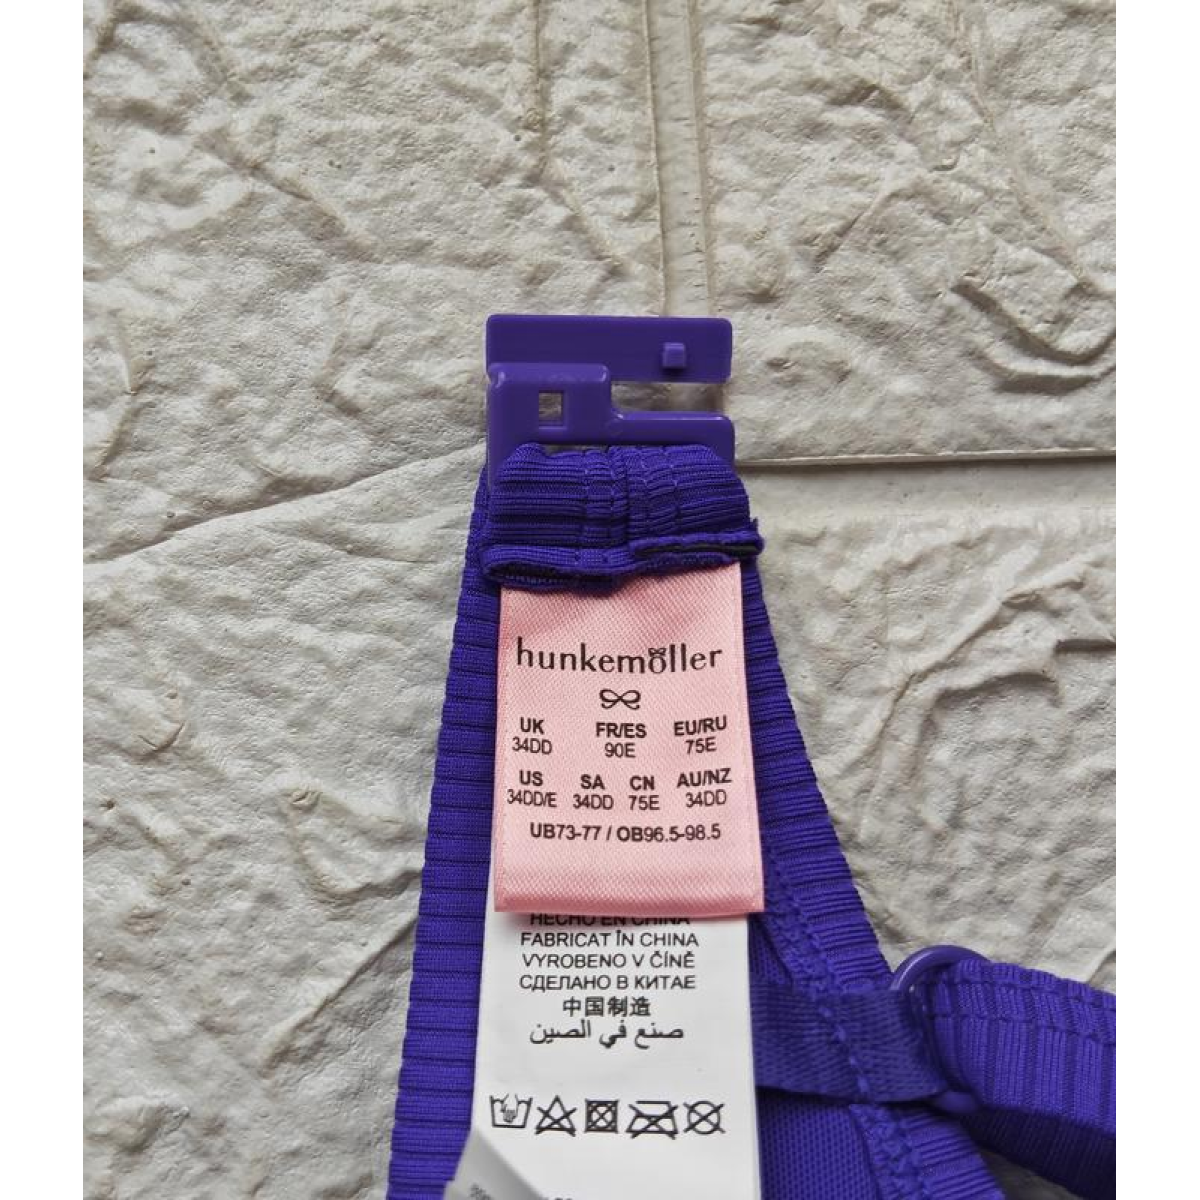 hunkemöller
UK FR/ES EU/RU
34DD 90E 75E
US SA CN AU/NZ
34DD/E 34DD 75E 34DD
UB73-77 / OB96.5-98.5
HECHO EN CHINA
FABRICAT ÎN CHINA
VYROBENO V ČÍNĚ
СДЕЛАНО В КИТАЕ
中国制造
صنع في الصين